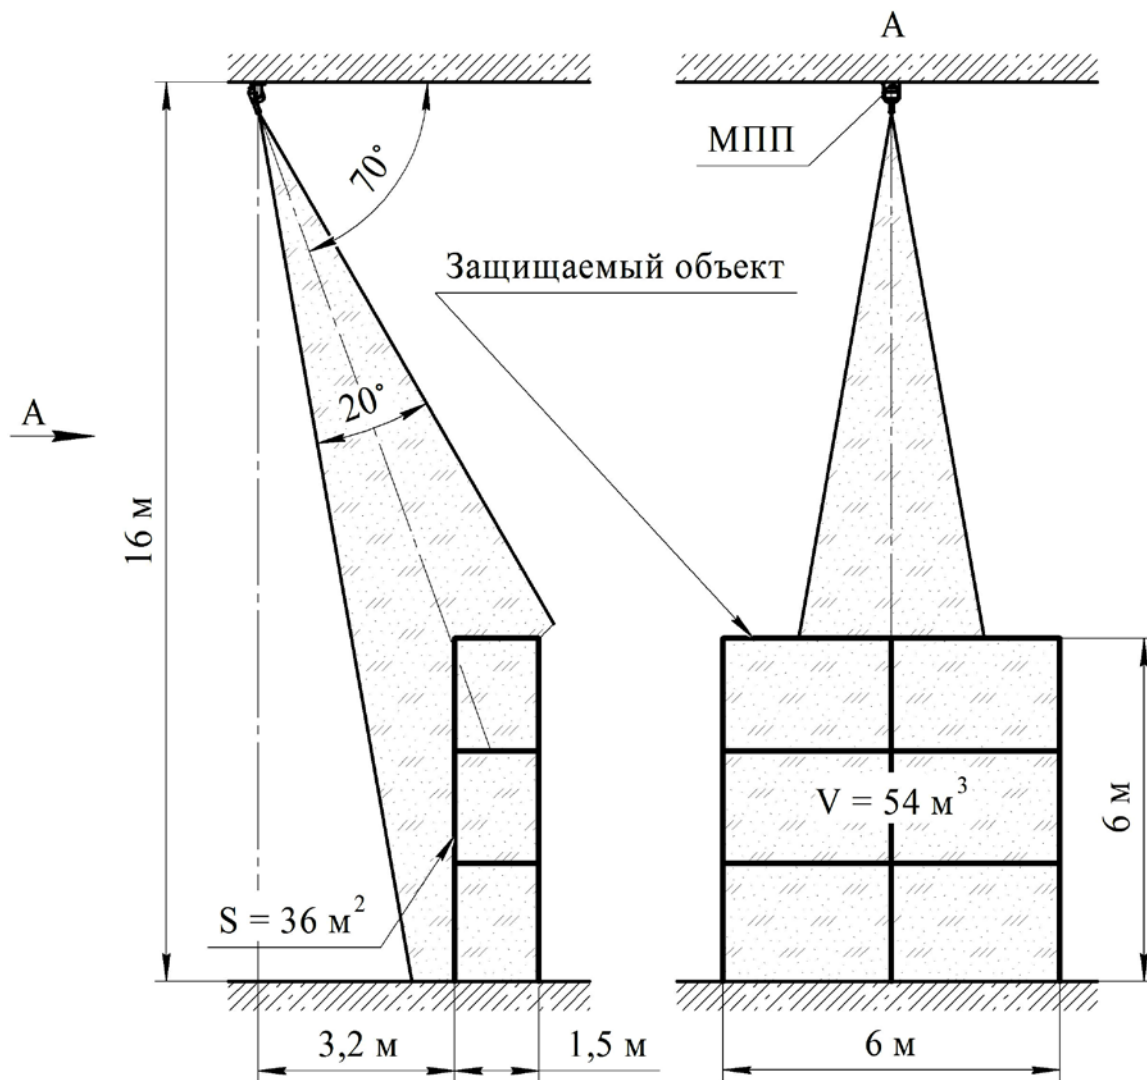 А
МПП
70°
Защищаемый объект
20°
А
16 м
V = 54 м³
6 м
S = 36 м²
3,2 м
1,5 м
6 м